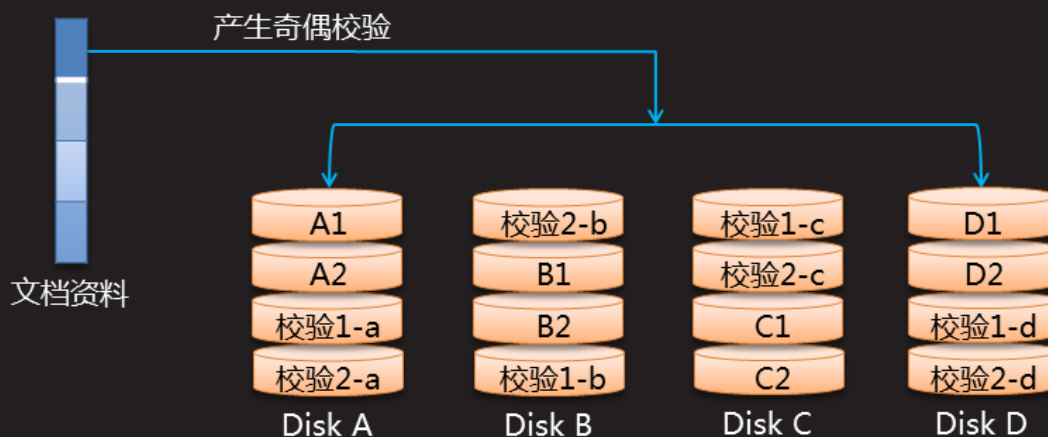 产生奇偶校验
文档资料
A1 校验2-b 校验1-c D1
A2 B1 校验2-c D2
校验1-a B2 C1 校验1-d
校验2-a 校验1-b C2 校验2-d
Disk A Disk B Disk C Disk D